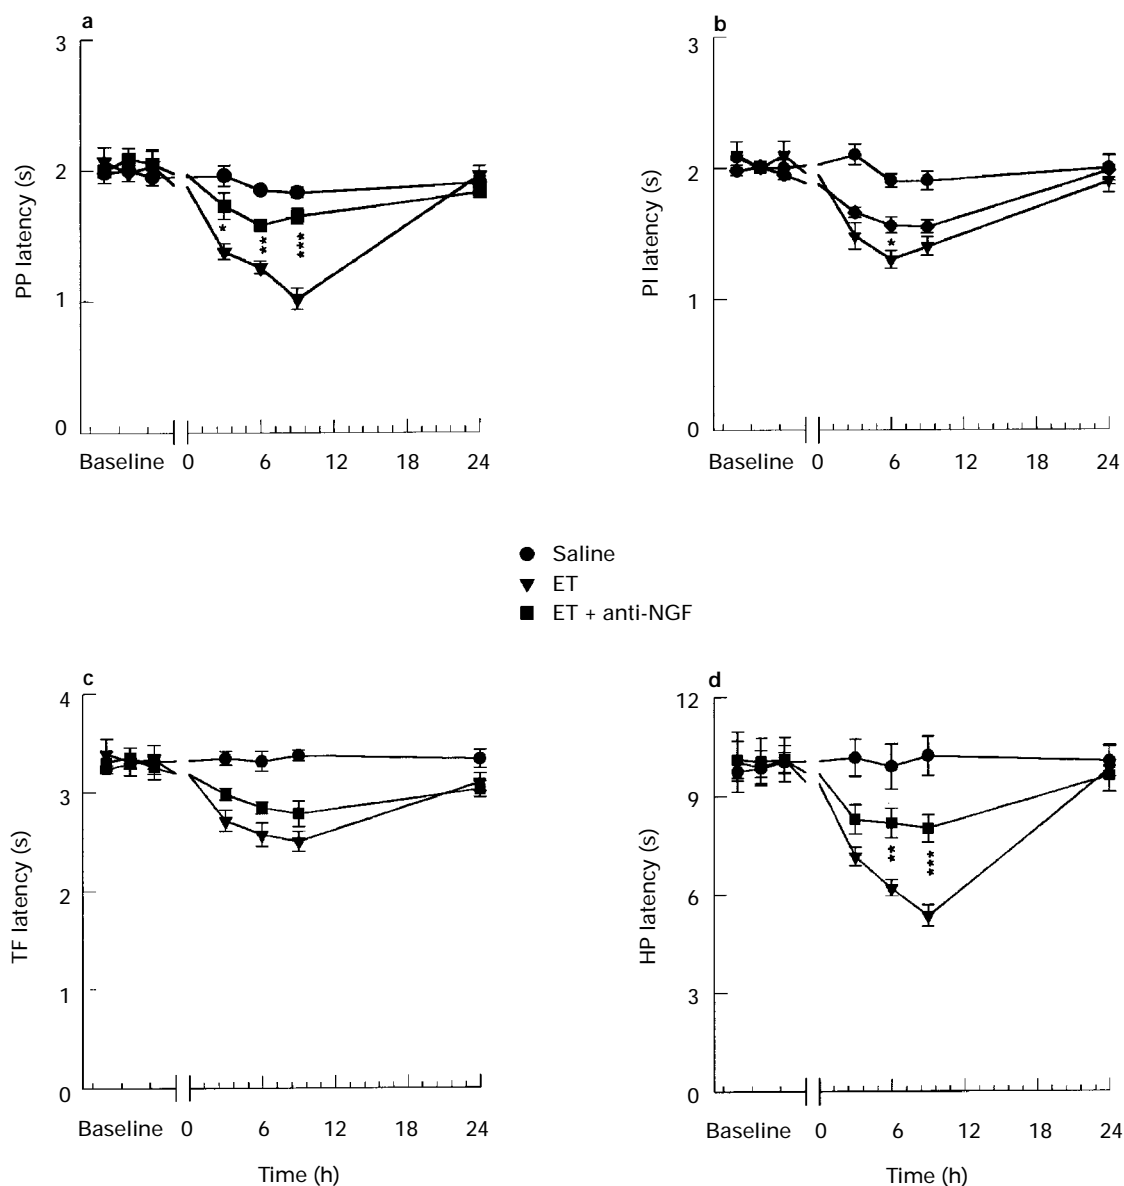 a
3
2
1
0
PP latency (s)
*
**
***
Baseline 0 6 12 18 24
b
3
2
1
0
PI latency (s)
*
Baseline 0 6 12 18 24
Saline
ET
ET + anti-NGF
c
4
3
2
1
0
TF latency (s)
Baseline 0 6 12 18 24
Time (h)
d
12
9
6
3
0
HP latency (s)
**
***
Baseline 0 6 12 18 24
Time (h)